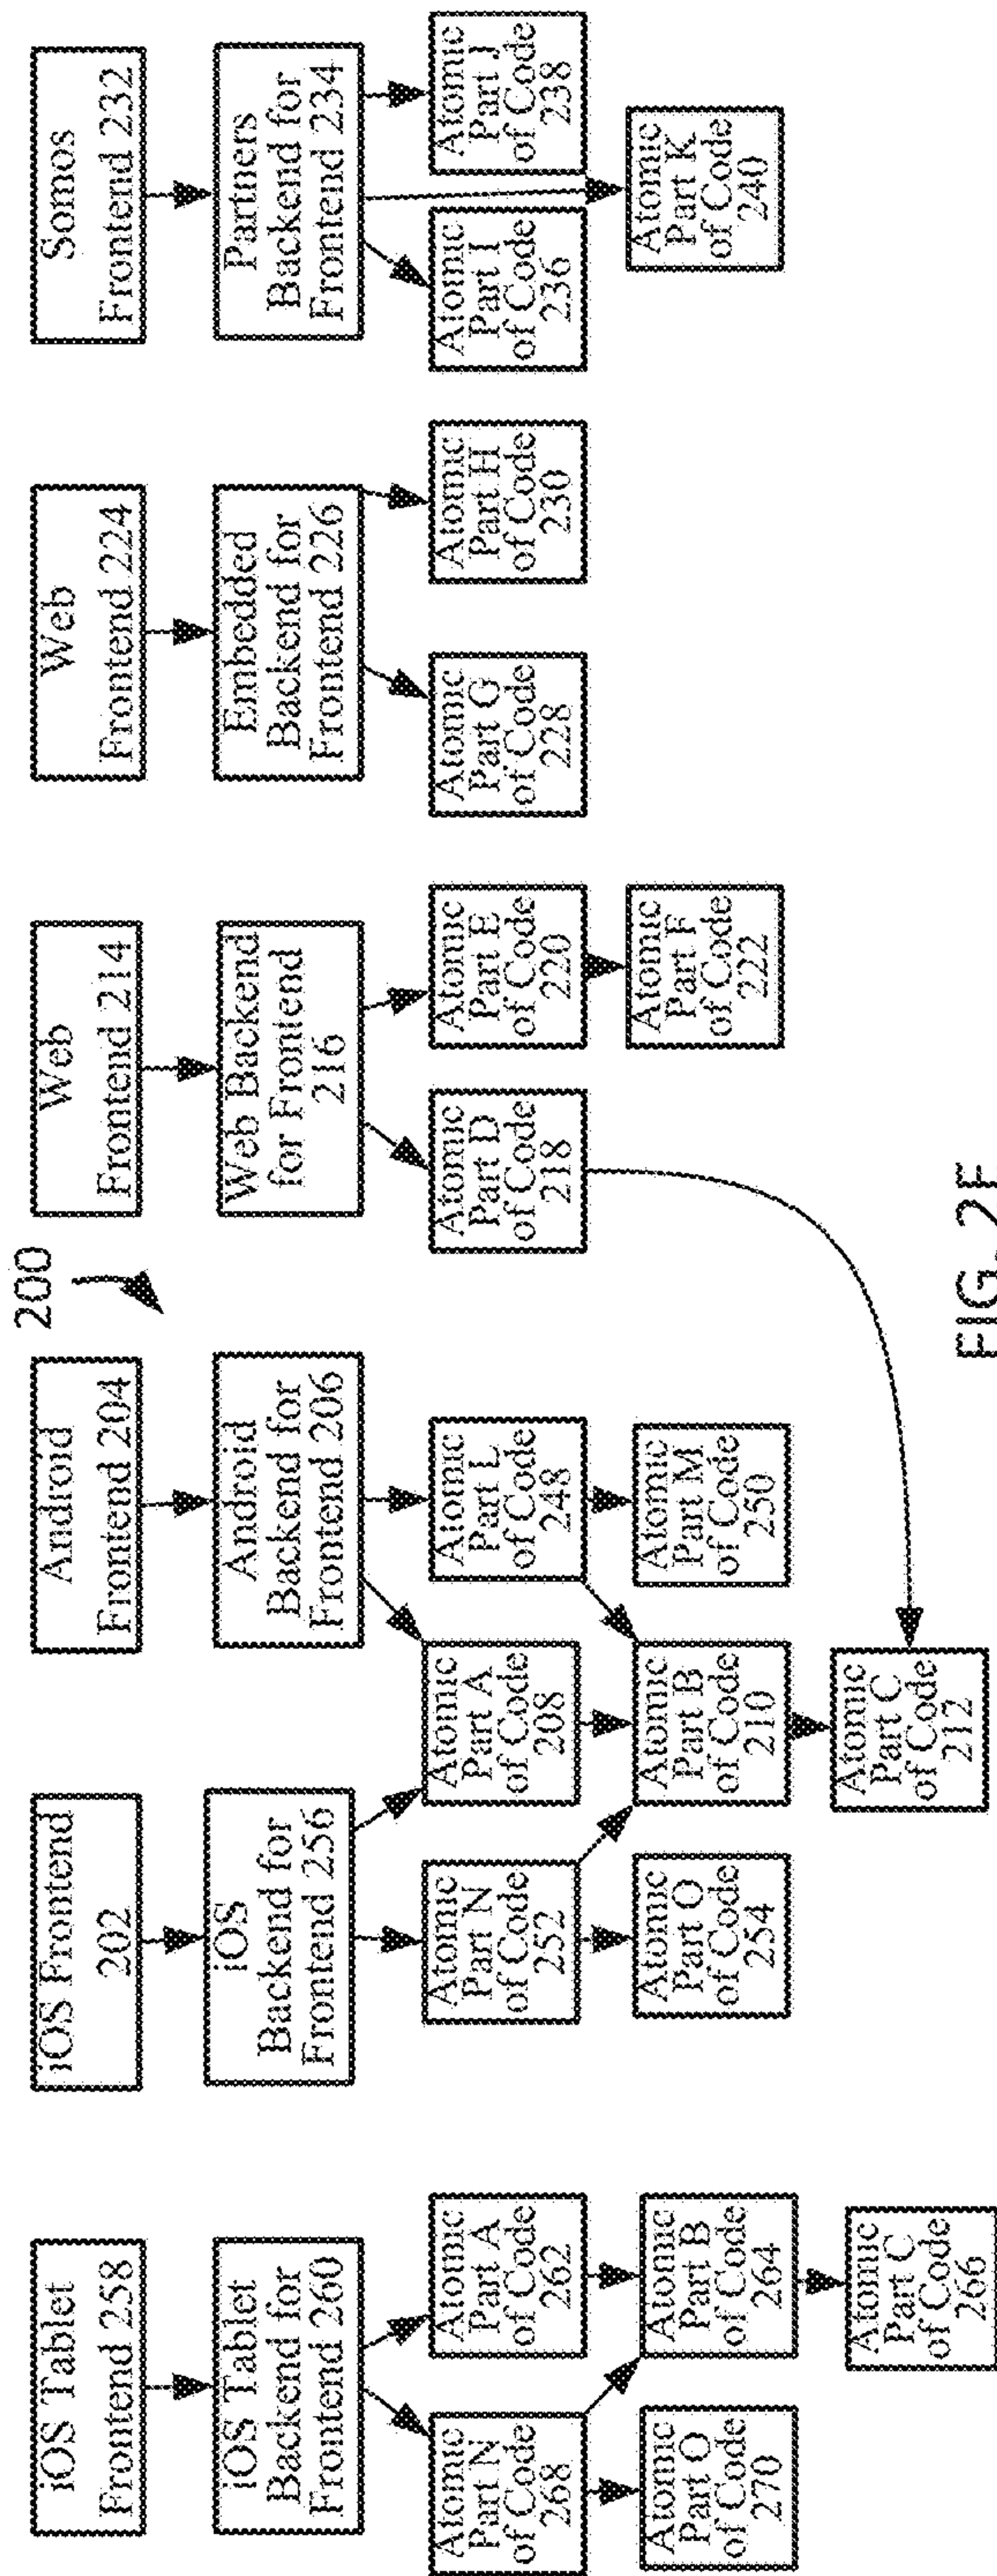 200
iOS Tablet
Frontend 258
iOS Frontend
202
Android
Frontend 204
Web
Frontend 214
Web
Frontend 224
Somos
Frontend 232
iOS Tablet
Backend for
Frontend 260
iOS
Backend for
Frontend 256
Android
Backend for
Frontend 206
Web Backend
for Frontend
216
Embedded
Backend for
Frontend 226
Partners
Backend for
Frontend 234
Atomic
Part N
of Code
268
Atomic
Part A
of Code
262
Atomic
Part N
of Code
252
Atomic
Part A
of Code
208
Atomic
Part L
of Code
248
Atomic
Part D
of Code
218
Atomic
Part E
of Code
220
Atomic
Part G
of Code
228
Atomic
Part H
of Code
230
Atomic
Part I
of Code
236
Atomic
Part J
of Code
238
Atomic
Part O
of Code
270
Atomic
Part B
of Code
264
Atomic
Part O
of Code
254
Atomic
Part B
of Code
210
Atomic
Part M
of Code
250
Atomic
Part F
of Code
222
Atomic
Part K
of Code
240
Atomic
Part C
of Code
266
Atomic
Part C
of Code
212
FIG.